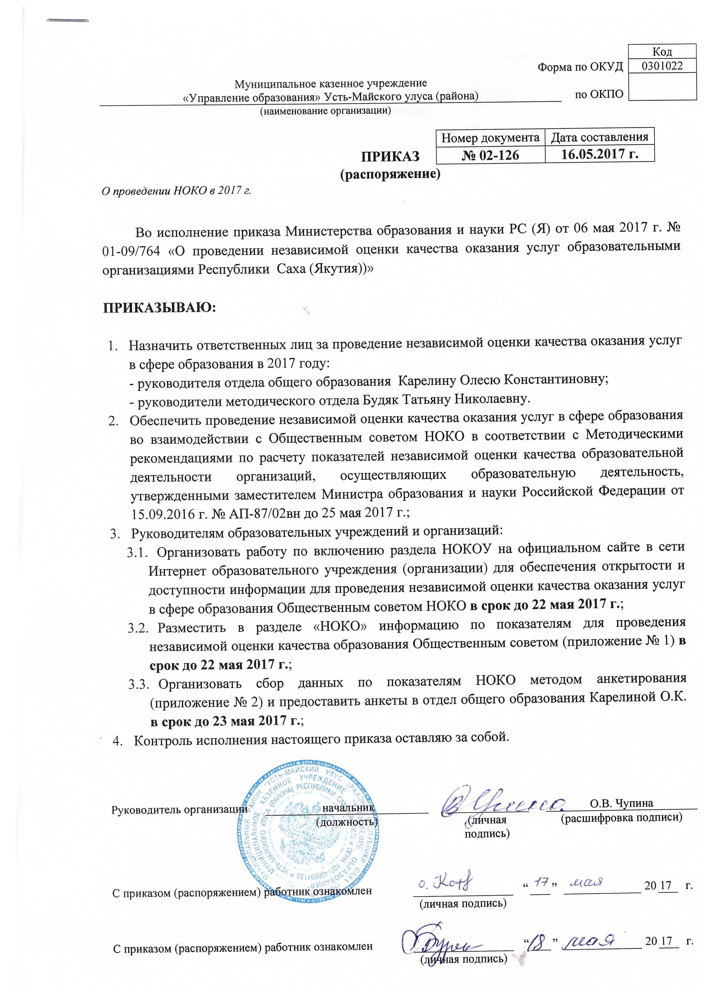 Код
Форма по ОКУД 0301022
Муниципальное казенное учреждение
«Управление образования» Усть-Майского улуса (района) по ОКПО
(наименование организации)
Номер документа Дата составления
ПРИКАЗ № 02-126 16.05.2017 г.
(распоряжение)
О проведении НОКО в 2017 г.
Во исполнение приказа Министерства образования и науки РС (Я) от 06 мая 2017 г. №
01-09/764 «О проведении независимой оценки качества оказания услуг образовательными
организациями Республики Саха (Якутия))»
ПРИКАЗЫВАЮ:
1. Назначить ответственных лиц за проведение независимой оценки качества оказания услуг
в сфере образования в 2017 году:
- руководителя отдела общего образования Карелину Олесю Константиновну;
- руководители методического отдела Будяк Татьяну Николаевну.
2. Обеспечить проведение независимой оценки качества оказания услуг в сфере образования
во взаимодействии с Общественным советом НОКО в соответствии с Методическими
рекомендациями по расчету показателей независимой оценки качества образовательной
деятельности организаций, осуществляющих образовательную деятельность,
утвержденными заместителем Министра образования и науки Российской Федерации от
15.09.2016 г. № АП-87/02вн до 25 мая 2017 г.;
3. Руководителям образовательных учреждений и организаций:
3.1. Организовать работу по включению раздела НОКОУ на официальном сайте в сети
Интернет образовательного учреждения (организации) для обеспечения открытости и
доступности информации для проведения независимой оценки качества оказания услуг
в сфере образования Общественным советом НОКО в срок до 22 мая 2017 г.;
3.2. Разместить в разделе «НОКО» информацию по показателям для проведения
независимой оценки качества образования Общественным советом (приложение № 1) в
срок до 22 мая 2017 г.;
3.3. Организовать сбор данных по показателям НОКО методом анкетирования
(приложение № 2) и предоставить анкеты в отдел общего образования Карелиной О.К.
в срок до 23 мая 2017 г.;
4. Контроль исполнения настоящего приказа оставляю за собой.
МУНИЦИПАЛЬНЫЙ РАЙОН "УСТЬ-МАЙСКИЙ УЛУС (РАЙОН)" РЕСПУБЛИКИ САХА
МУНИЦИПАЛЬНОЕ КАЗЕННОЕ УЧРЕЖДЕНИЕ "УПРАВЛЕНИЕ ОБРАЗОВАНИЯ"
УСТЬ-МАЙСКОГО УЛУСА (РАЙОНА) РЕСПУБЛИКИ САХА * ОГРН 1021400894130 *
Руководитель организации начальник О.В. Чупина
(должность) (личная (расшифровка подписи)
подпись)
С приказом (распоряжением) работник ознакомлен “ 17 ” мая 20 17 г.
(личная подпись)
С приказом (распоряжением) работник ознакомлен “ 18 ” мая 20 17 г.
(личная подпись)